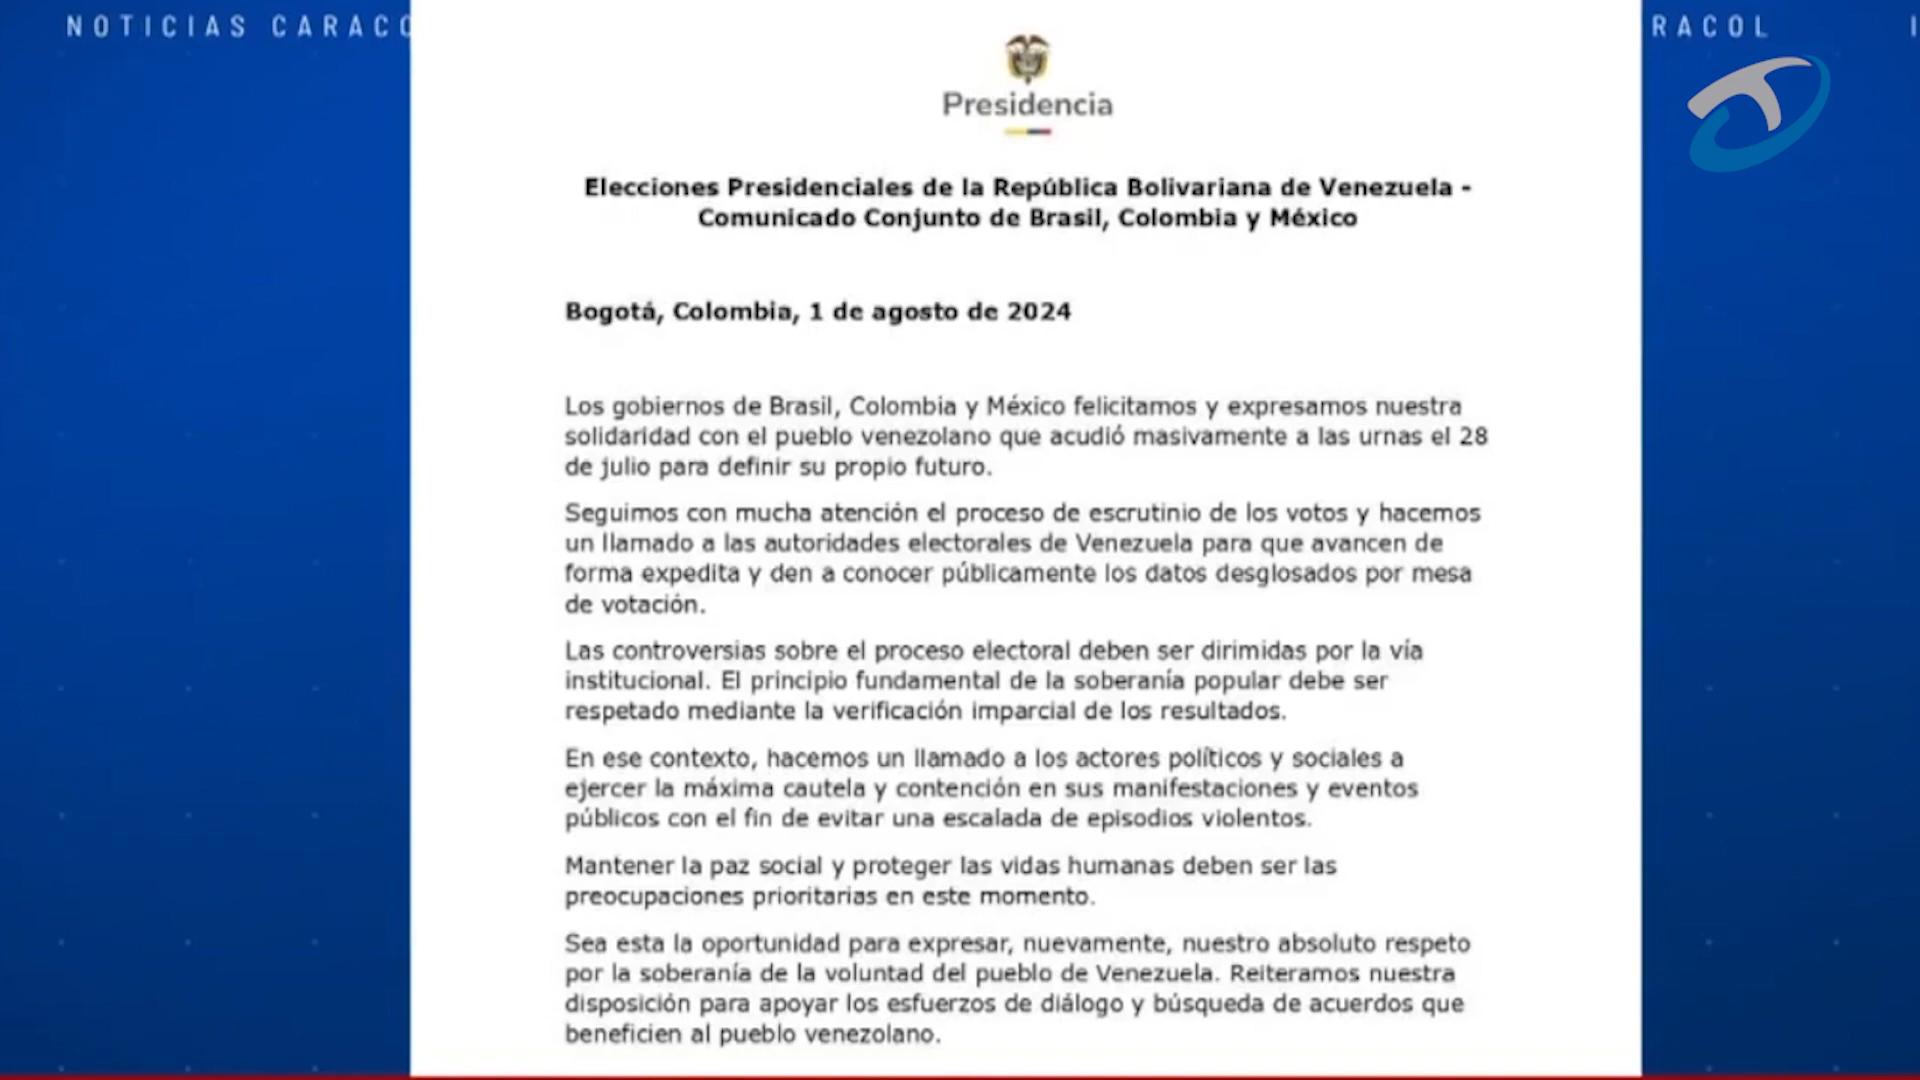 NOTICIAS CARACO
RACOL
Presidencia
Elecciones Presidenciales de la República Bolivariana de Venezuela -
Comunicado Conjunto de Brasil, Colombia y México
Bogotá, Colombia, 1 de agosto de 2024
Los gobiernos de Brasil, Colombia y México felicitamos y expresamos nuestra
solidaridad con el pueblo venezolano que acudió masivamente a las urnas el 28
de julio para definir su propio futuro.
Seguimos con mucha atención el proceso de escrutinio de los votos y hacemos
un llamado a las autoridades electorales de Venezuela para que avancen de
forma expedita y den a conocer públicamente los datos desglosados por mesa
de votación.
Las controversias sobre el proceso electoral deben ser dirimidas por la vía
institucional. El principio fundamental de la soberanía popular debe ser
respetado mediante la verificación imparcial de los resultados.
En ese contexto, hacemos un llamado a los actores políticos y sociales a
ejercer la máxima cautela y contención en sus manifestaciones y eventos
públicos con el fin de evitar una escalada de episodios violentos.
Mantener la paz social y proteger las vidas humanas deben ser las
preocupaciones prioritarias en este momento.
Sea esta la oportunidad para expresar, nuevamente, nuestro absoluto respeto
por la soberanía de la voluntad del pueblo de Venezuela. Reiteramos nuestra
disposición para apoyar los esfuerzos de diálogo y búsqueda de acuerdos que
beneficien al pueblo venezolano.